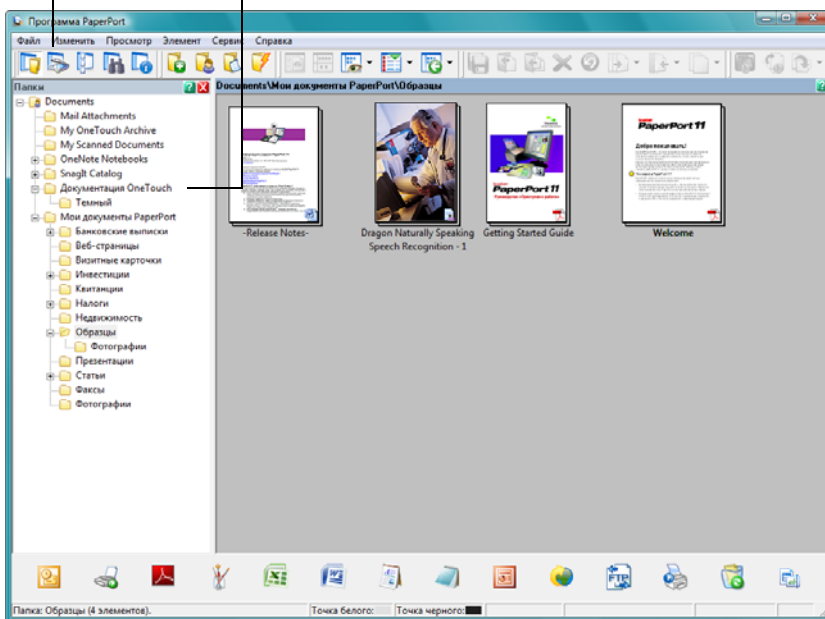 Программа PaperPort
Файл Изменить Просмотр Элемент Сервис Справка
Папки
Documents\Мои документы PaperPort\Образцы
Documents
Mail Attachments
My OneTouch Archive
My Scanned Documents
OneNote Notebooks
SnagIt Catalog
Документация OneTouch
Темный
Мои документы PaperPort
Банковские выписки
Веб-страницы
Визитные карточки
Инвестиции
Квитанции
Налоги
Недвижимость
Образцы
Фотографии
Презентации
Статьи
Факсы
Фотографии
PaperPort 11
PaperPort 11
Добро пожаловать!
-Release Notes-
Dragon Naturally Speaking
Speech Recognition - 1
Getting Started Guide
Welcome
FTP
Папка: Образцы (4 элементов). Точка белого: Точка черного: